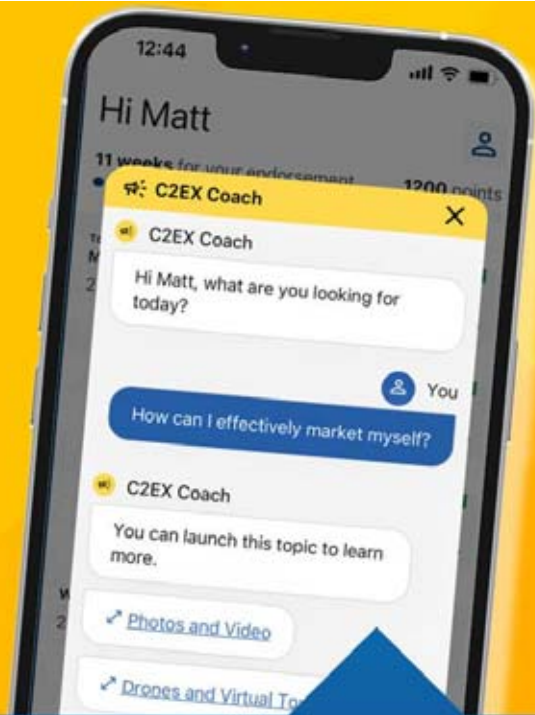 12:44
Hi Matt
11 weeks for your endorsement
1200 points
C2EX Coach
C2EX Coach
Hi Matt, what are you looking for
today?
You
How can I effectively market myself?
C2EX Coach
You can launch this topic to learn
more.
Photos and Video
Drones and Virtual